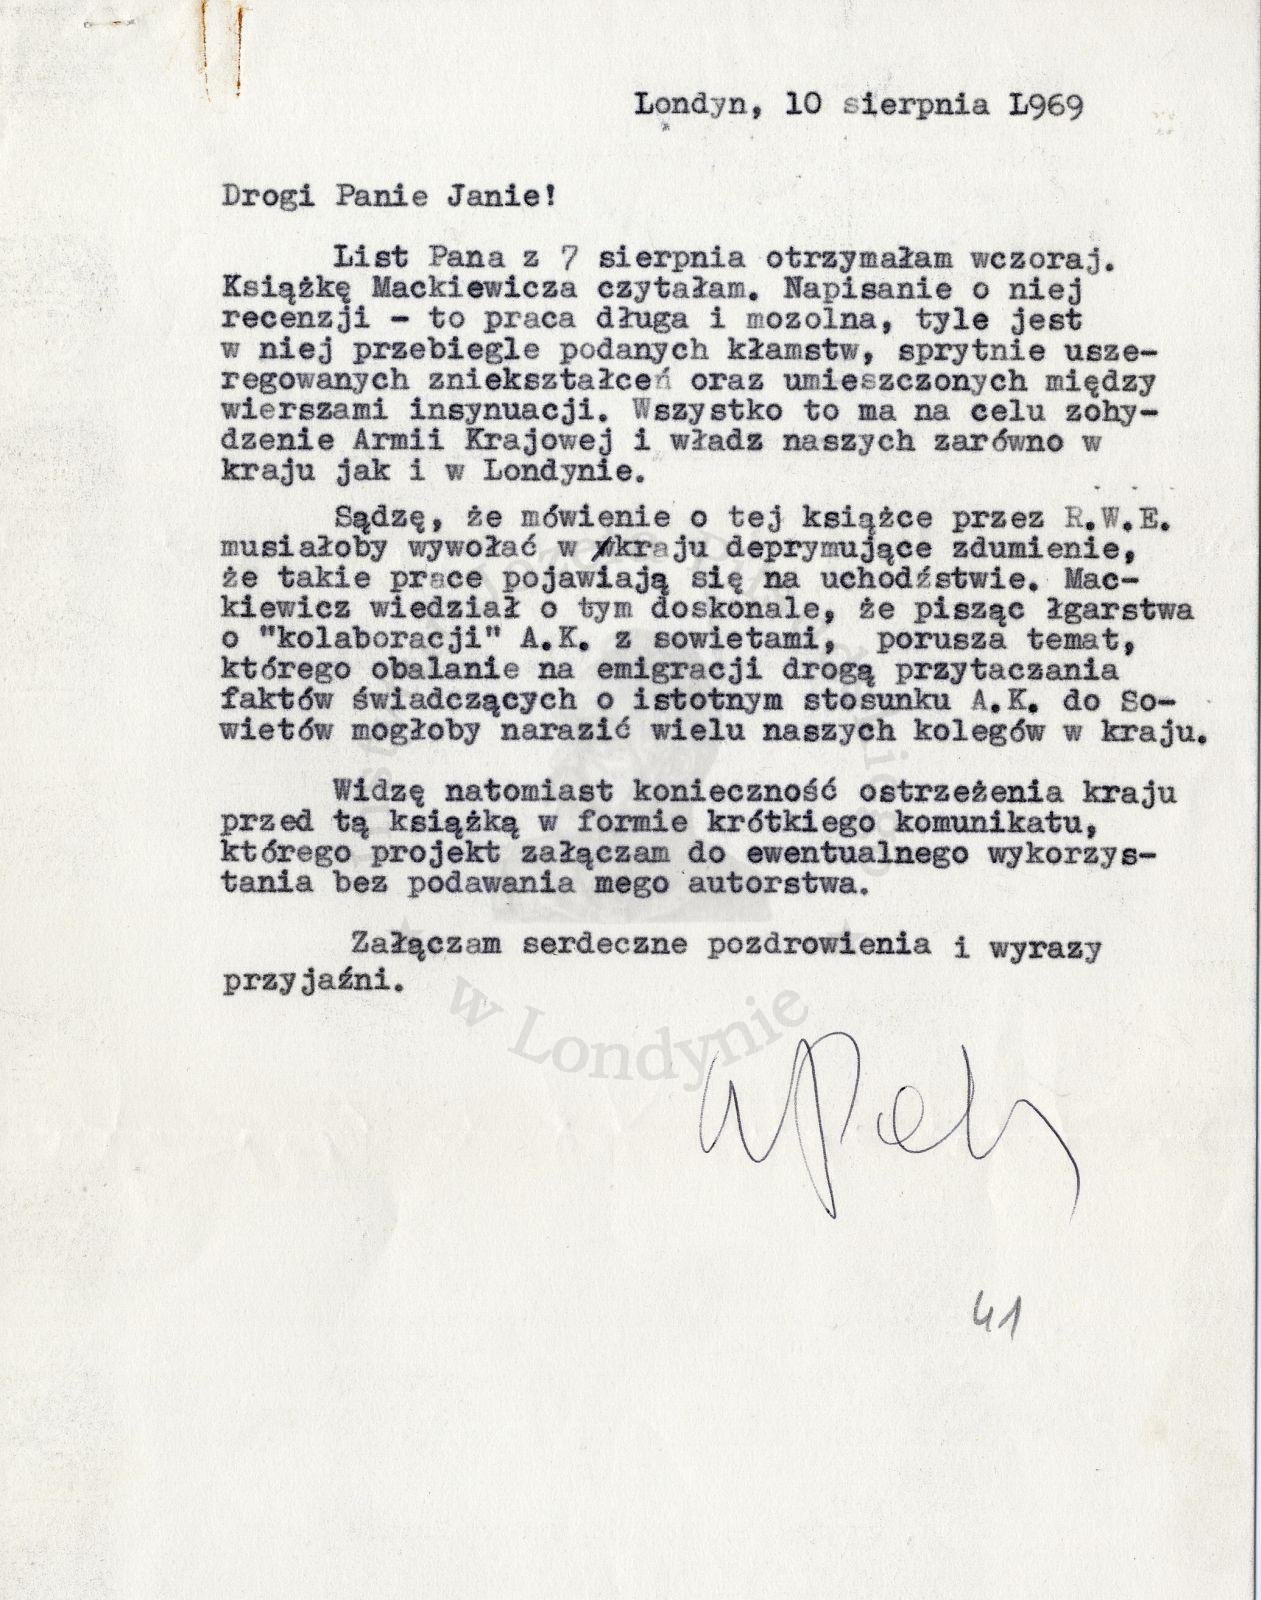 Londyn, 10 sierpnia L969
Drogi Panie Janie!
List Pana z 7 sierpnia otrzymałam wczoraj.
Książkę Mackiewicza czytałam. Napisanie o niej
recenzji - to praca długa i mozolna, tyle jest
w niej przebiegle podanych kłamstw, sprytnie usze-
regowanych zniekształceń oraz umieszczonych między
wierszami insynuacji. Wszystko to ma na celu zohy-
dzenie Armii Krajowej i władz naszych zarówno w
kraju jak i w Londynie.
Sądzę, że mówienie o tej książce przez R.W.E.
musiałoby wywołać w kraju deprymujące zdumienie,
że takie prace pojawiają się na uchodźstwie. Mac-
kiewicz wiedział o tym doskonale, że pisząc łgarstwa
o "kolaboracji" A.K. z sowietami, porusza temat,
którego obalanie na emigracji drogą przytaczania
faktów świadczących o istotnym stosunku A.K. do So-
wietów mogłoby narazić wielu naszych kolegów w kraju.
Widzę natomiast konieczność ostrzeżenia kraju
przed tą książką w formie krótkiego komunikatu,
którego projekt załączam do ewentualnego wykorzys-
tania bez podawania mego autorstwa.
Załączam serdeczne pozdrowienia i wyrazy
przyjaźni.
w Londynie
41